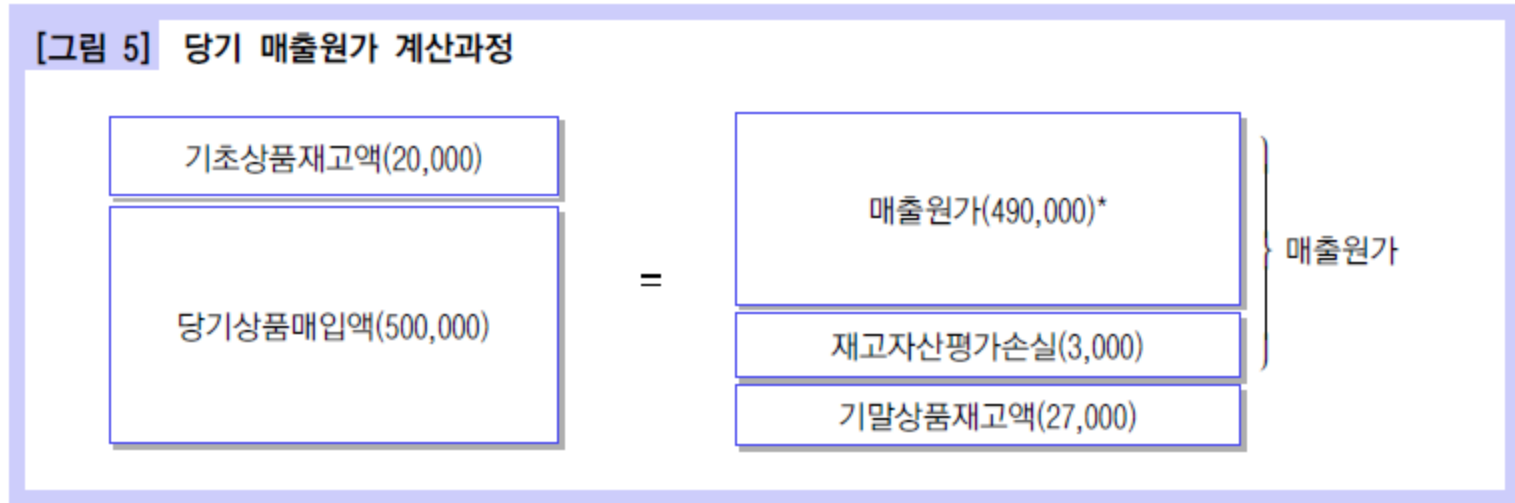 [그림 5] 당기 매출원가 계산과정
기초상품재고액(20,000)
당기상품매입액(500,000)
=
매출원가(490,000)*
재고자산평가손실(3,000)
기말상품재고액(27,000)
매출원가